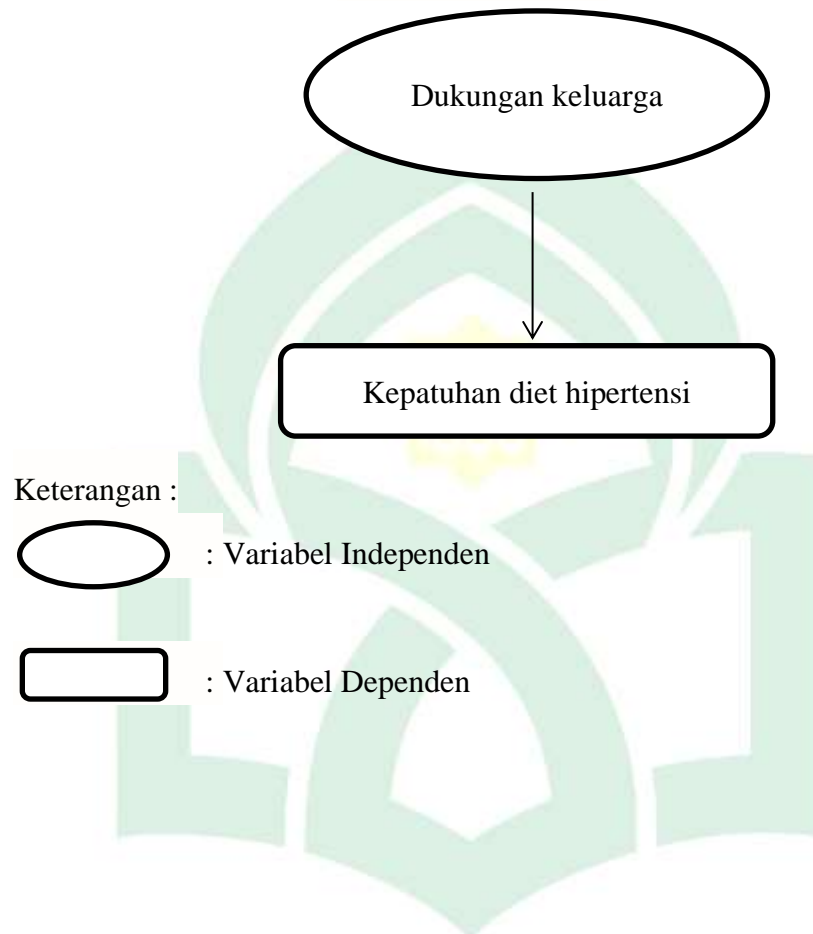 Dukungan keluarga
Kepatuhan diet hipertensi
Keterangan :
: Variabel Independen
: Variabel Dependen